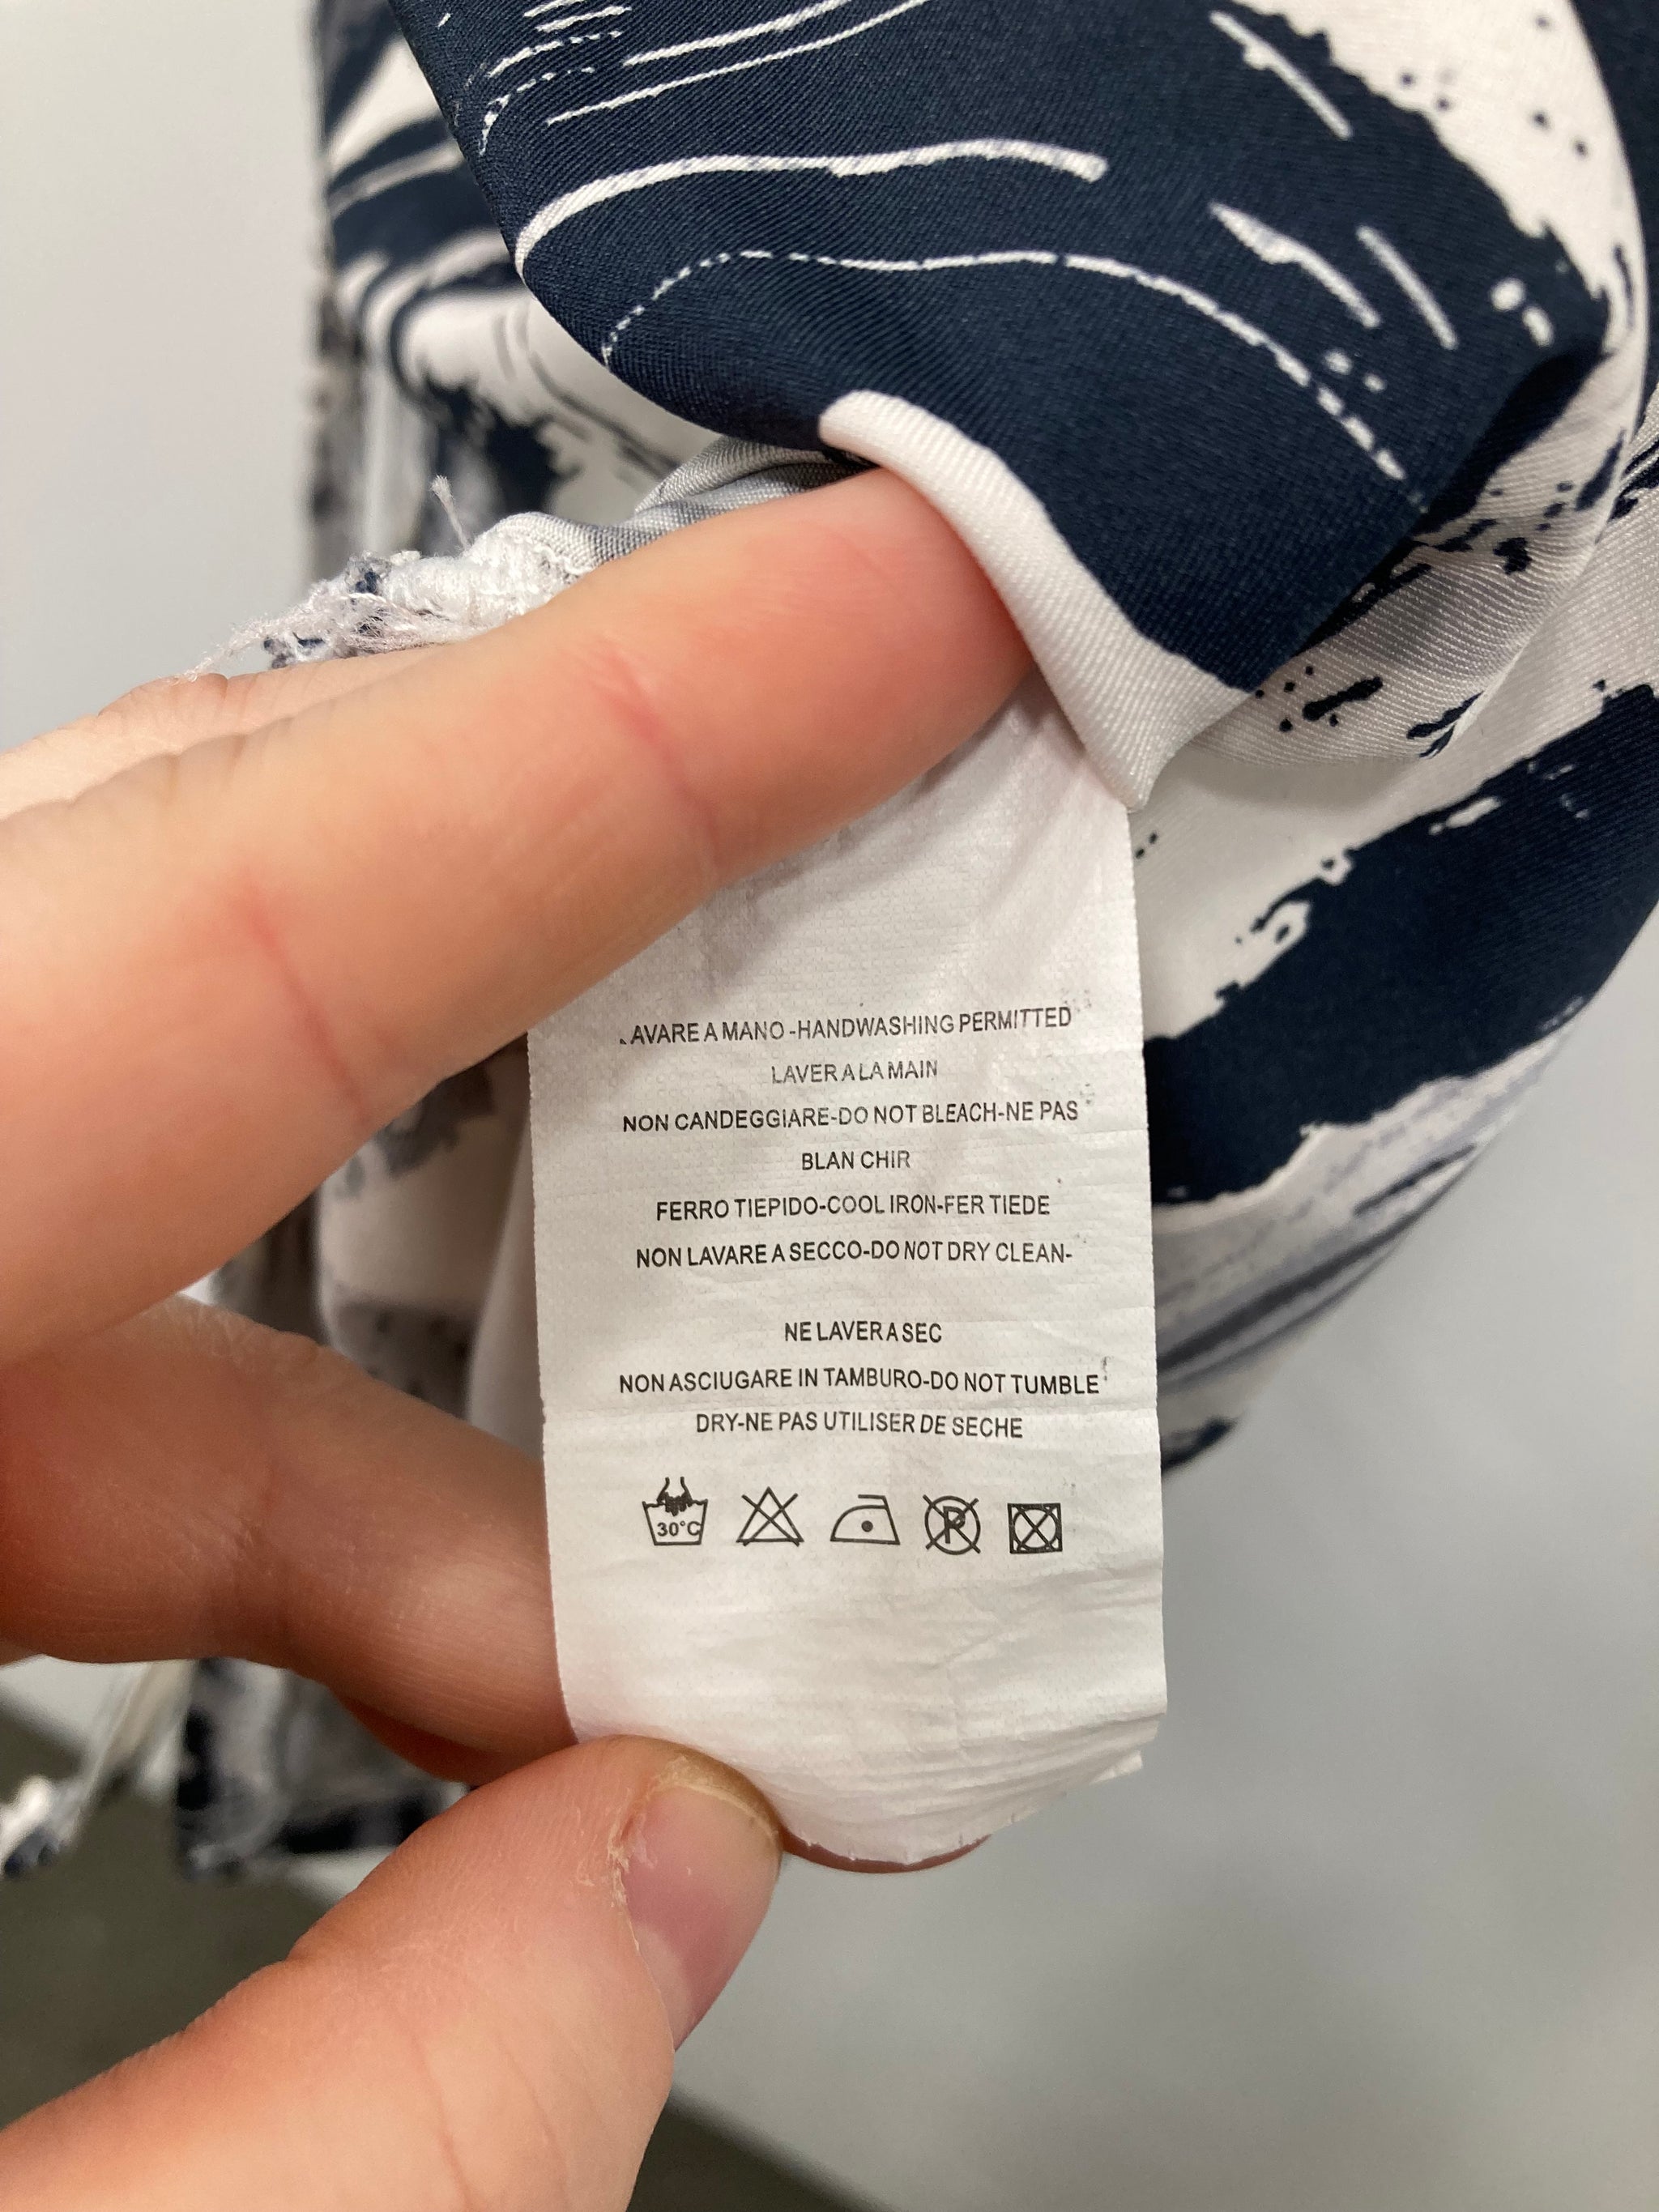 LAVARE A MANO -HANDWASHING PERMITTED
LAVER A LA MAIN
NON CANDEGGIARE-DO NOT BLEACH-NE PAS
BLAN CHIR
FERRO TIEPIDO-COOL IRON-FER TIEDE
NON LAVARE A SECCO-DO NOT DRY CLEAN-
NE LAVER A SEC
NON ASCIUGARE IN TAMBURO-DO NOT TUMBLE
DRY-NE PAS UTILISER DE SECHE
30°C P